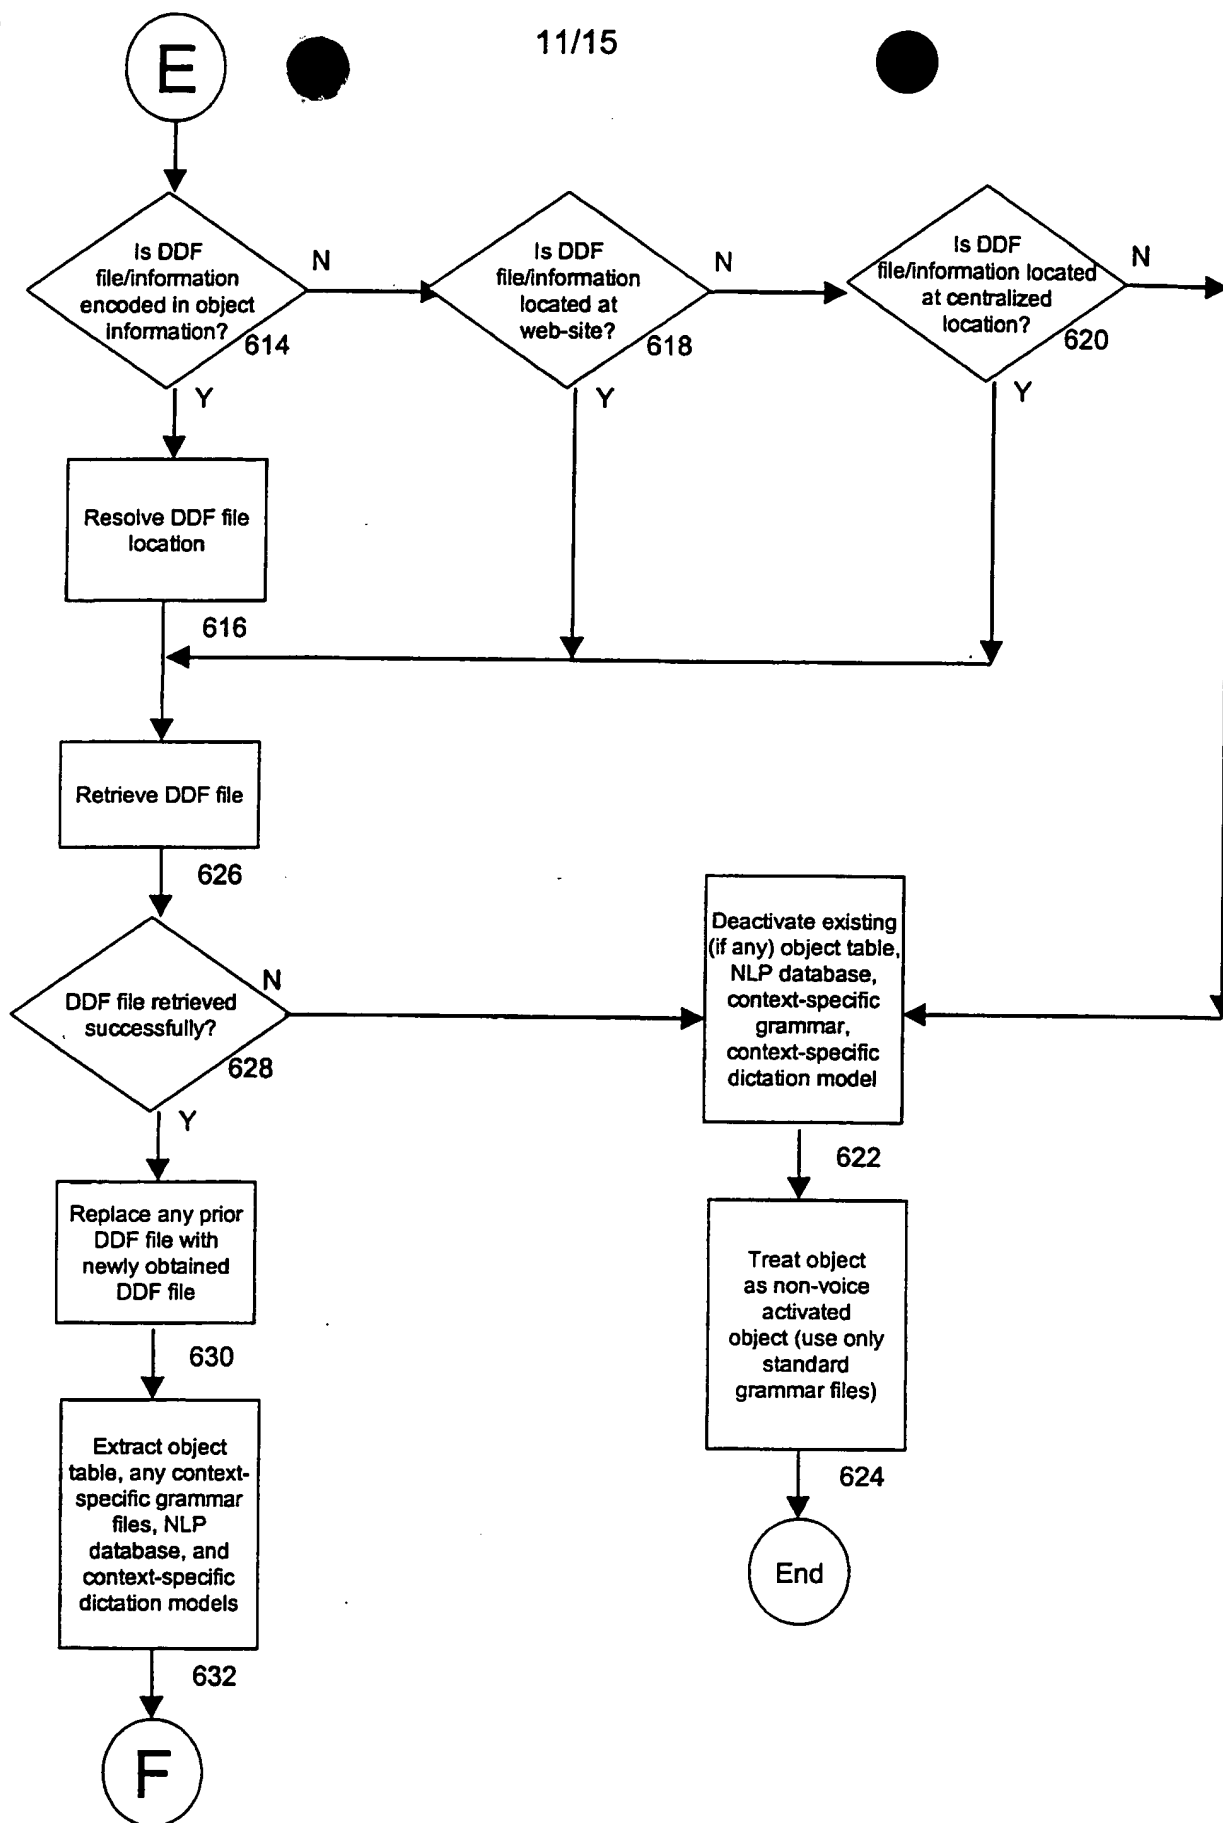 11/15
E
Is DDF
file/information
encoded in object
information?
614
N
Y
Is DDF
file/information
located at
web-site?
618
N
Y
Is DDF
file/information located
at centralized
location?
620
N
Y
Resolve DDF file
location
616
Retrieve DDF file
626
DDF file retrieved
successfully?
628
N
Y
Deactivate existing
(if any) object table,
NLP database,
context-specific
grammar,
context-specific
dictation model
622
Replace any prior
DDF file with
newly obtained
DDF file
630
Treat object
as non-voice
activated
object (use only
standard
grammar files)
624
Extract object
table, any context-
specific grammar
files, NLP
database, and
context-specific
dictation models
632
End
F